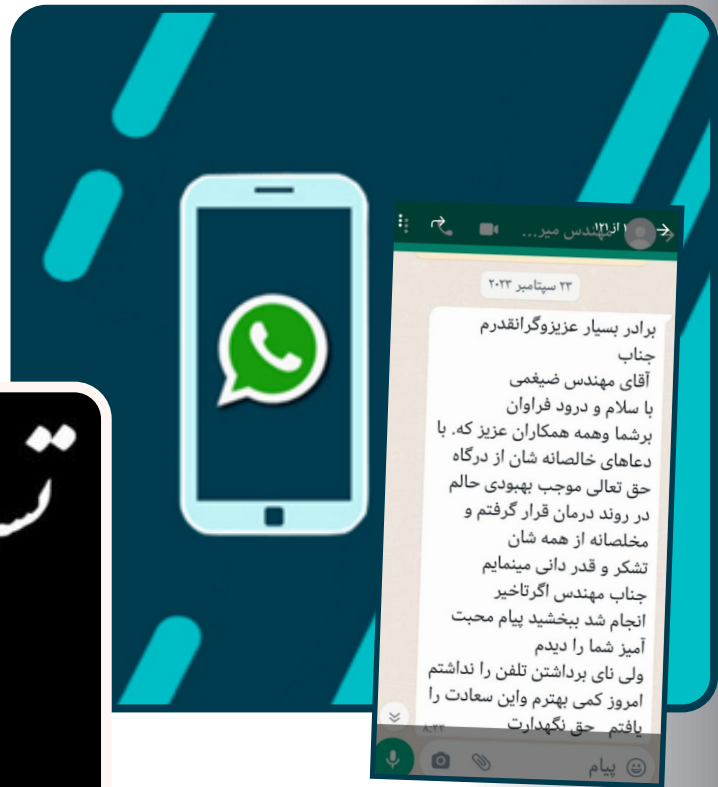 ۱ از ۱۲۱
مهندس میر...
۲۳ سپتامبر ۲۰۲۳
برادر بسیار عزیزوگرانقدرم
جناب
آقای مهندس ضیغمی
با سلام و درود فراوان
برشما وهمه همکاران عزیز که. با
دعاهای خالصانه شان از درگاه
حق تعالی موجب بهبودی حالم
در روند درمان قرار گرفتم و
مخلصانه از همه شان
تشکر و قدر دانی مینمایم
جناب مهندس اگرتاخیر
انجام شد ببخشید پیام محبت
آمیز شما را دیدم
ولی نای برداشتن تلفن را نداشتم
امروز کمی بهترم واین سعادت را
یافتم حق نگهدارت
پیام